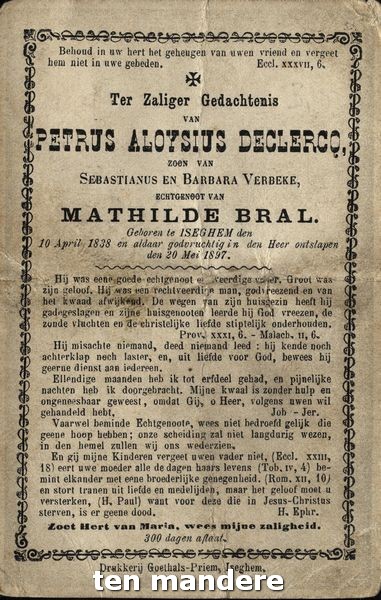 Behoud in uw hert het geheugen van uwen vriend en vergeet
hem niet in uwe gebeden. Eccl. XXXVII, 6.
Ter Zaliger Gedachtenis
VAN
PETRUS ALOYSIUS DECLERCQ,
ZOEN VAN
SEBASTIANUS EN BARBARA VERBEKE,
ECHTGENOOT VAN
MATHILDE BRAL.
Geboren te ISEGHEM den
10 April 1838 en aldaar godvruchtig in den Heer ontslapen
den 20 Mei 1897.
Hij was eene goede echtgenoot en weerdige vader. Groot was
zijn geloof. Hij was een rechtveerdig man, godvreezend en van
het kwaad afwijkend. De wegen van zijn huisgezin heeft hij
gadegeslagen en zijne huisgenooten leerde hij God vreezen, de
zonde vluchten en de christelijke liefde stiptelijk onderhouden.
Prov. XXXI, 6. - Malach. II, 6.
Hij misachte niemand, deed niemand leed : hij kende noch
achterklap noch laster, en, uit liefde voor God, bewees hij
geerne dienst aan iedereen.
Ellendige maanden heb ik tot erfdeel gehad, en pijnelijke
nachten heb ik doorgebracht. Mijne kwaal is zonder hulp en
ongeneesbaar geweest, omdat Gij, o Heer, volgens uwen wil
gehandeld hebt, Job - Jer.
Vaarwel beminde Echtgenoote, wees niet bedroefd gelijk die
geene hoop hebben ; onze scheiding zal niet langdurig wezen,
in den hemel zullen wij ons wederzien.
En gij mijne Kinderen vergeet uwen vader niet, (Eccl. XXIII,
18) eert uwe moeder alle de dagen haars levens (Tob. IV, 4) be-
mint elkander met eene broederlijke genegenheid. (Rom. XII, 10)
en stort tranen uit liefde en medelijden, maar het geloof moet u
versterken, (H. Paul) want voor deze die in Jesus-Christus
sterven, is er geene dood. H. Ephr.
Zoet Hert van Maria, wees mijne zaligheid.
300 dagen aflaat.
Drukkerij Goethals-Priem, Iseghem.
ten mandere